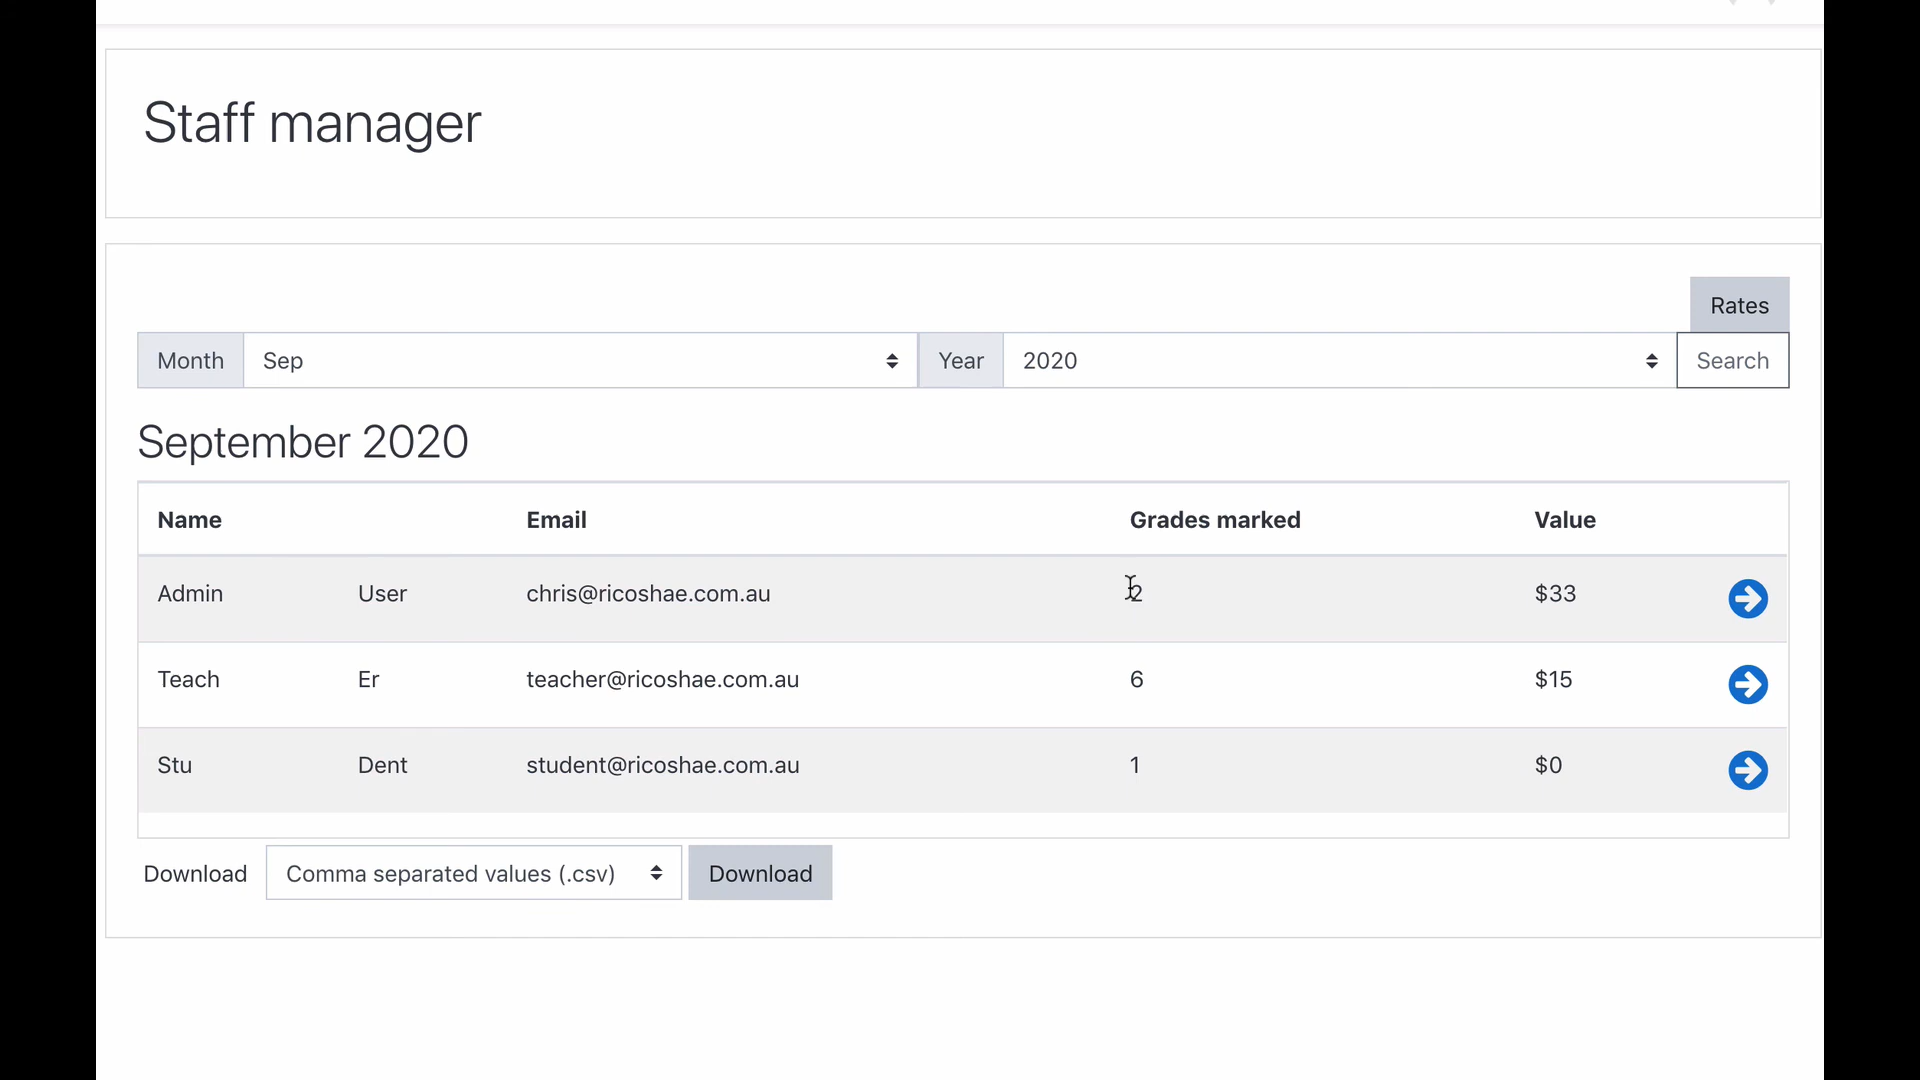 Staff manager
Rates
Month Sep Year 2020 Search
September 2020
Name Email Grades marked Value
Admin User chris@ricoshae.com.au 2 $33
Teach Er teacher@ricoshae.com.au 6 $15
Stu Dent student@ricoshae.com.au 1 $0
Download Comma separated values (.csv) Download